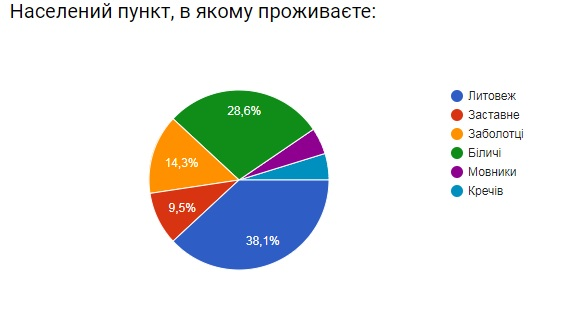 Населений пункт, в якому проживаєте:
28,6%
14,3%
9,5%
38,1%
Литовеж
Заставне
Заболотці
Біличі
Мовники
Кречів